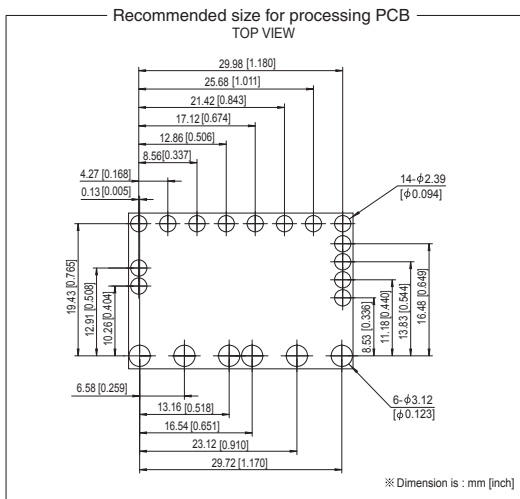 Recommended size for processing PCB
TOP VIEW
29.98 [1.180]
25.68 [1.011]
21.42 [0.843]
17.12 [0.674]
12.86 [0.506]
8.56 [0.337]
4.27 [0.168]
0.13 [0.005]
14-ϕ2.39
[ϕ0.094]
19.43 [0.765]
12.91 [0.508]
10.26 [0.404]
8.53 [0.336]
11.18 [0.440]
13.83 [0.544]
16.48 [0.649]
6.58 [0.259]
13.16 [0.518]
16.54 [0.651]
23.12 [0.910]
29.72 [1.170]
6-ϕ3.12
[ϕ0.123]
※ Dimension is : mm [inch]